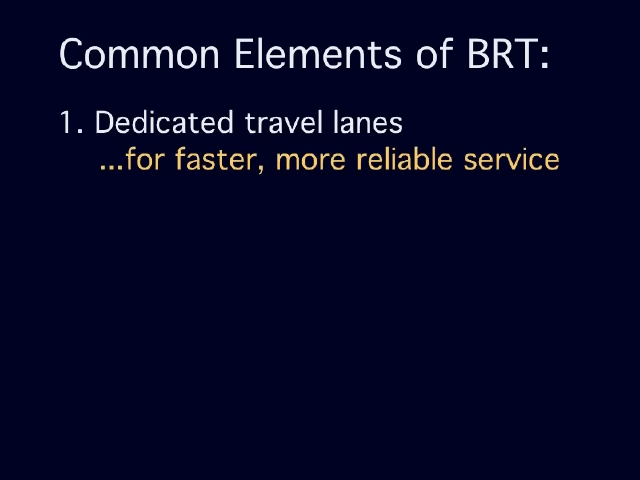 Common Elements of BRT:
1. Dedicated travel lanes
...for faster, more reliable service